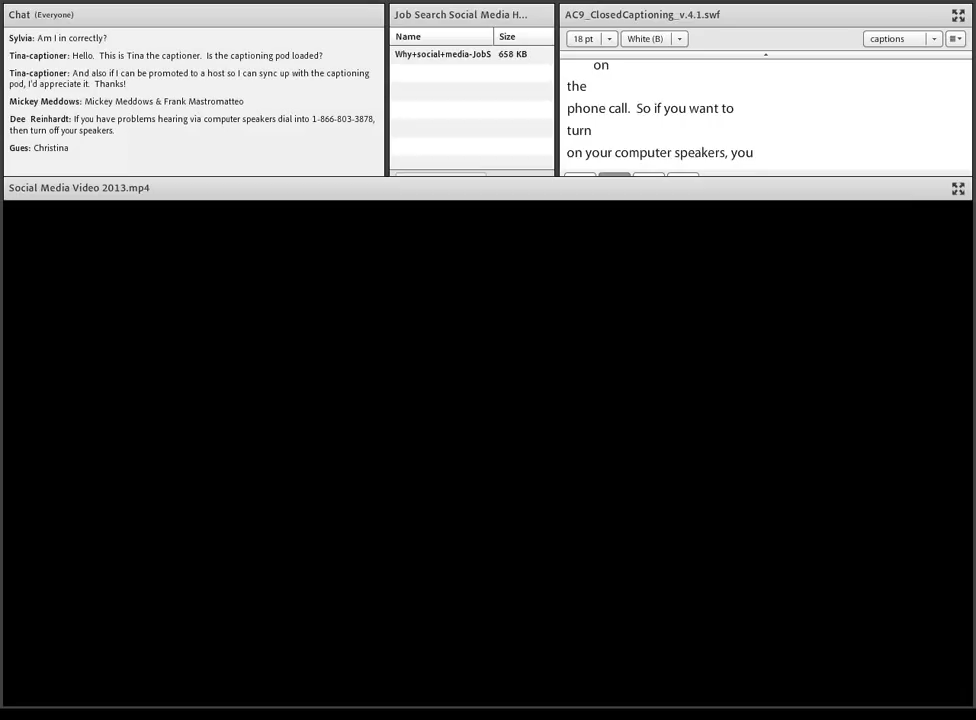 Chat (Everyone)
Sylvia: Am I in correctly?
Tina-captioner: Hello. This is Tina the captioner. Is the captioning pod loaded?
Tina-captioner: And also if I can be promoted to a host so I can sync up with the captioning
pod, I'd appreciate it. Thanks!
Mickey Meddows: Mickey Meddows & Frank Mastromatteo
Dee Reinhardt: If you have problems hearing via computer speakers dial into 1-866-803-3878,
then turn off your speakers.
Gues: Christina
Job Search Social Media H...
Name Size
Why+social+media-JobS 658 KB
AC9_ClosedCaptioning_v.4.1.swf
18 pt White (B) captions
on
the
phone call. So if you want to
turn
on your computer speakers, you
Social Media Video 2013.mp4